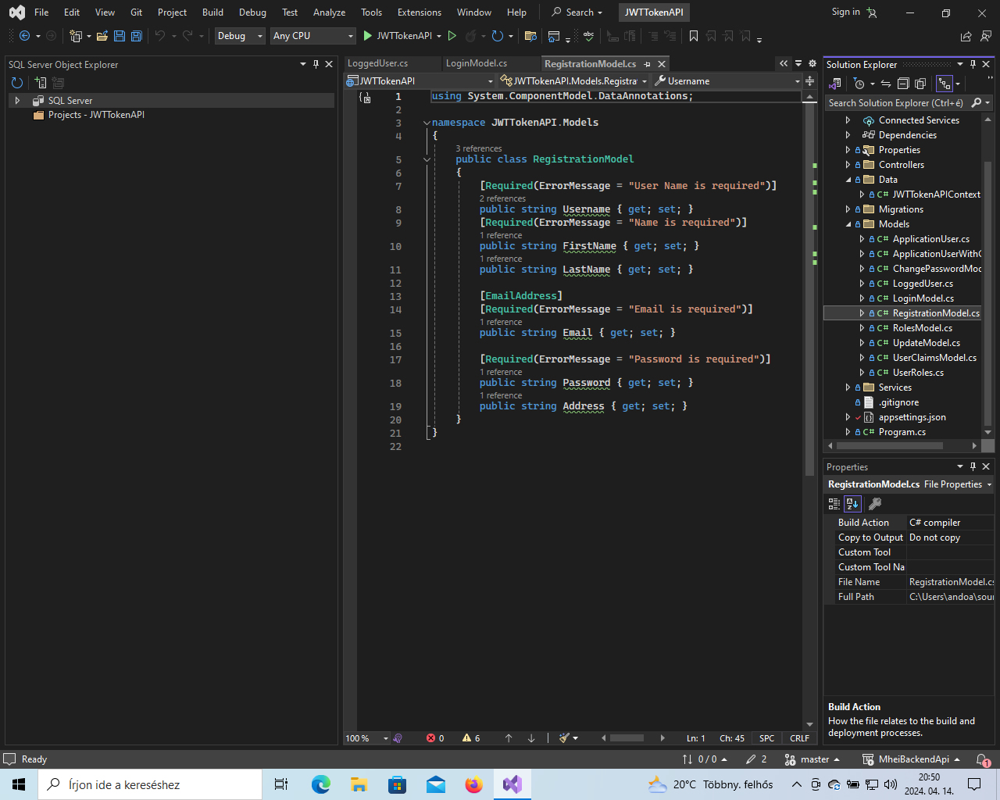 File Edit View Git Project Build Debug Test Analyze Tools Extensions Window Help Search JWTTokenAPI Sign in
Debug Any CPU JWTTokenAPI
SQL Server Object Explorer
SQL Server
Projects - JWTTokenAPI
LoggedUser.cs LoginModel.cs RegistrationModel.cs
JWTTokenAPI JWTTokenAPI.Models.Registra Username
1 using System.ComponentModel.DataAnnotations;
2
3 namespace JWTTokenAPI.Models
4 {
3 references
5 public class RegistrationModel
6 {
7 [Required(ErrorMessage = "User Name is required")]
2 references
8 public string Username { get; set; }
9 [Required(ErrorMessage = "Name is required")]
1 reference
10 public string FirstName { get; set; }
1 reference
11 public string LastName { get; set; }
12
13 [EmailAddress]
14 [Required(ErrorMessage = "Email is required")]
1 reference
15 public string Email { get; set; }
16
17 [Required(ErrorMessage = "Password is required")]
1 reference
18 public string Password { get; set; }
1 reference
19 public string Address { get; set; }
20 }
21 }
22
100 % 0 6 Ln: 1 Ch: 45 SPC CRLF
Solution Explorer
Search Solution Explorer (Ctrl+é)
Connected Services
Dependencies
Properties
Controllers
Data
C# JWTTokenAPIContext
Migrations
Models
C# ApplicationUser.cs
C# ApplicationUserWithC
C# ChangePasswordMoc
C# LoggedUser.cs
C# LoginModel.cs
C# RegistrationModel.cs
C# RolesModel.cs
C# UpdateModel.cs
C# UserClaimsModel.cs
C# UserRoles.cs
Services
.gitignore
appsettings.json
C# Program.cs
Properties
RegistrationModel.cs File Properties
Build Action C# compiler
Copy to Output Do not copy
Custom Tool
Custom Tool Na
File Name RegistrationModel.cs
Full Path C:\Users\andoa\sour
Build Action
How the file relates to the build and
deployment processes.
Ready 0 / 0 2 master MheiBackendApi 1
Írjon ide a kereséshez 20°C Többny. felhős 20:50
2024. 04. 14.